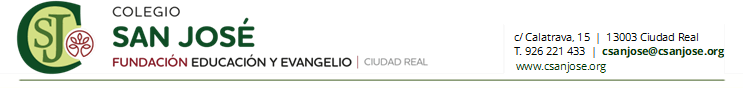 COLEGIO
SAN JOSÉ
FUNDACIÓN EDUCACIÓN Y EVANGELIO | CIUDAD REAL
CSJ
c/ Calatrava, 15 | 13003 Ciudad Real
T. 926 221 433 | csanjose@csanjose.org
www.csanjose.org